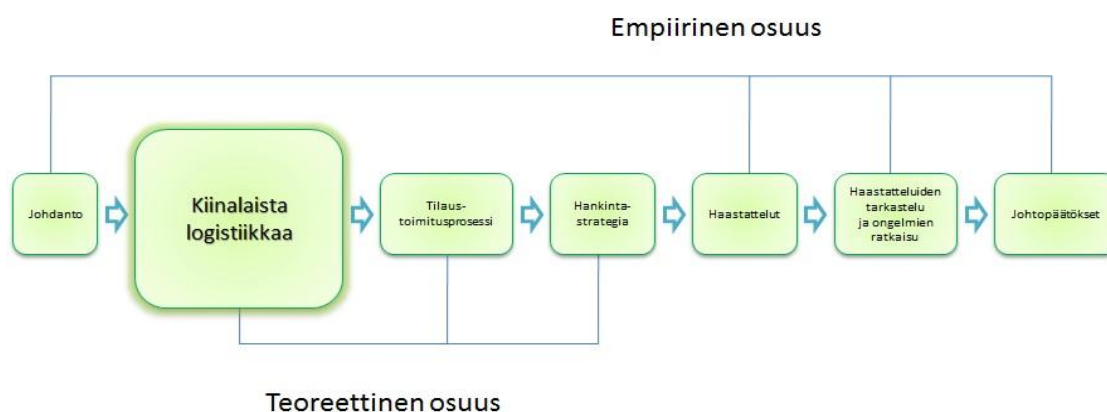 Empiirinen osuus
Johdanto
Kiinalaista
logistiikkaa
Tilaus-
toimitusprosessi
Hankinta-
strategia
Haastattelut
Haastatteluiden
tarkastelu
ja ongelmien
ratkaisu
Johtopäätökset
Teoreettinen osuus